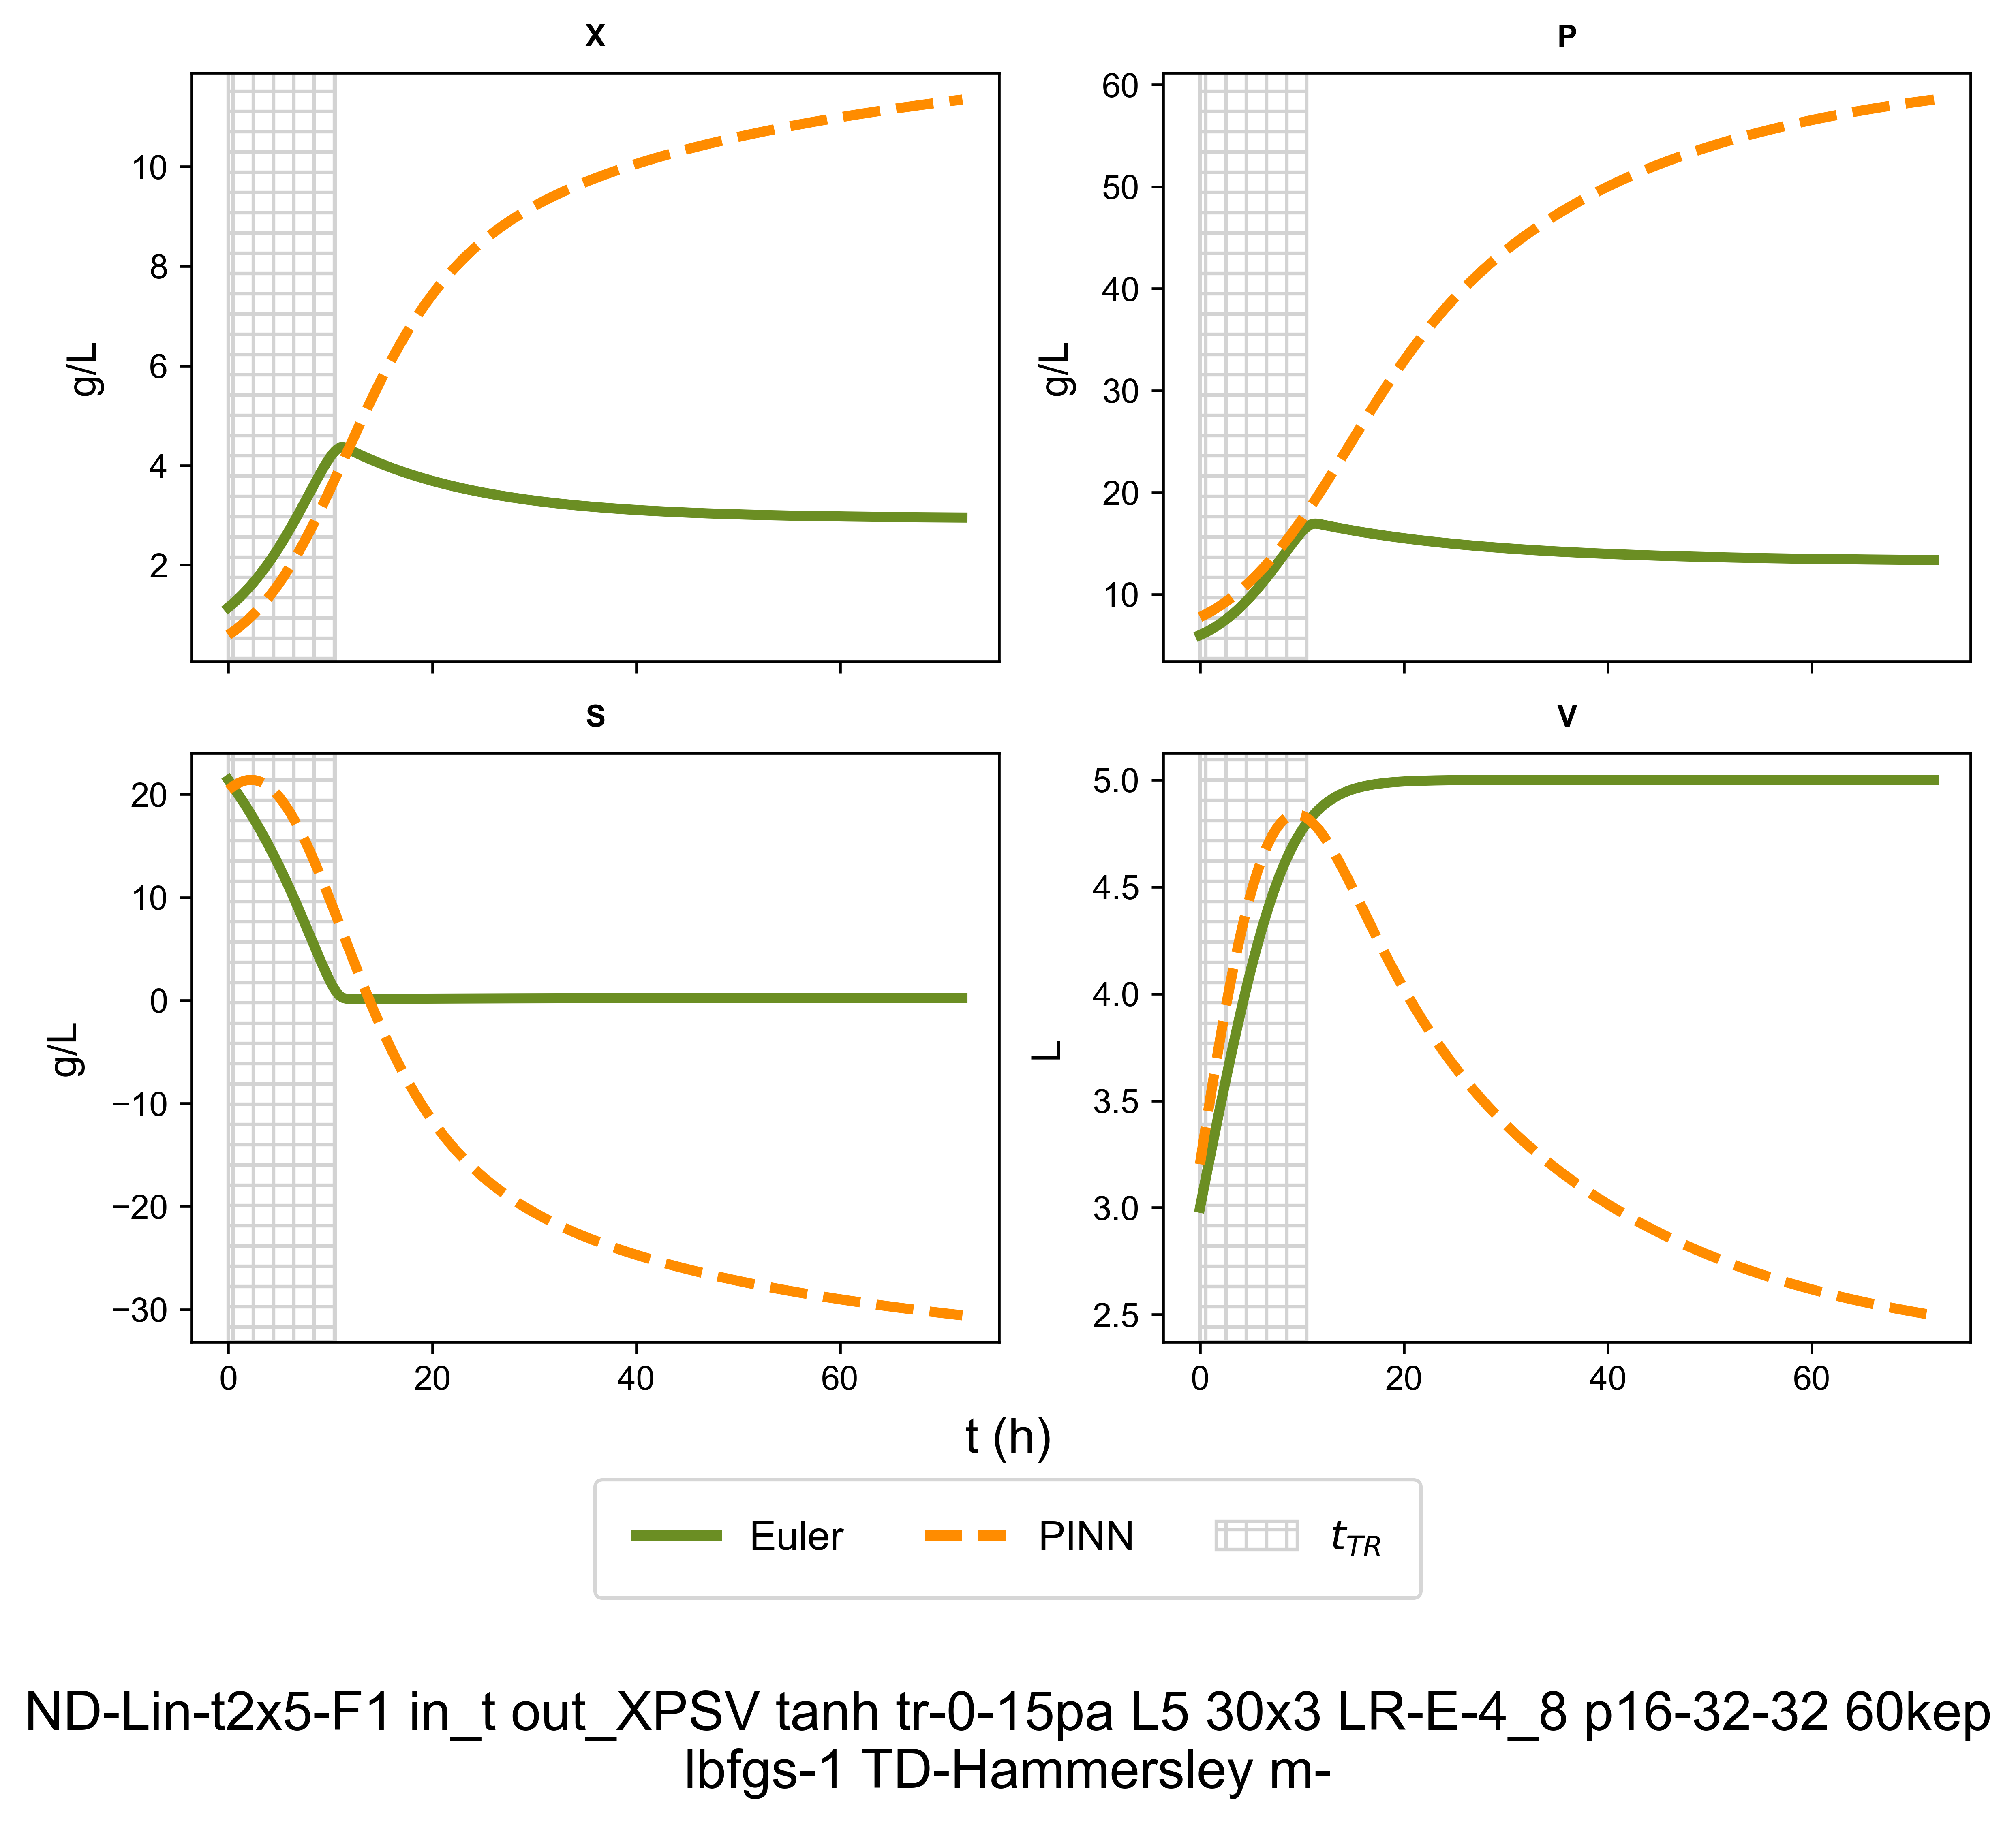 X
P
10
8
6
4
2
g/L
60
50
40
30
20
10
g/L
S
V
20
10
0
−10
−20
−30
g/L
5.0
4.5
4.0
3.5
3.0
2.5
L
0 20 40 60
0 20 40 60
t (h)
Euler PINN t_TR
ND-Lin-t2x5-F1 in_t out_XPSV tanh tr-0-15pa L5 30x3 LR-E-4_8 p16-32-32 60kep
lbfgs-1 TD-Hammersley m-